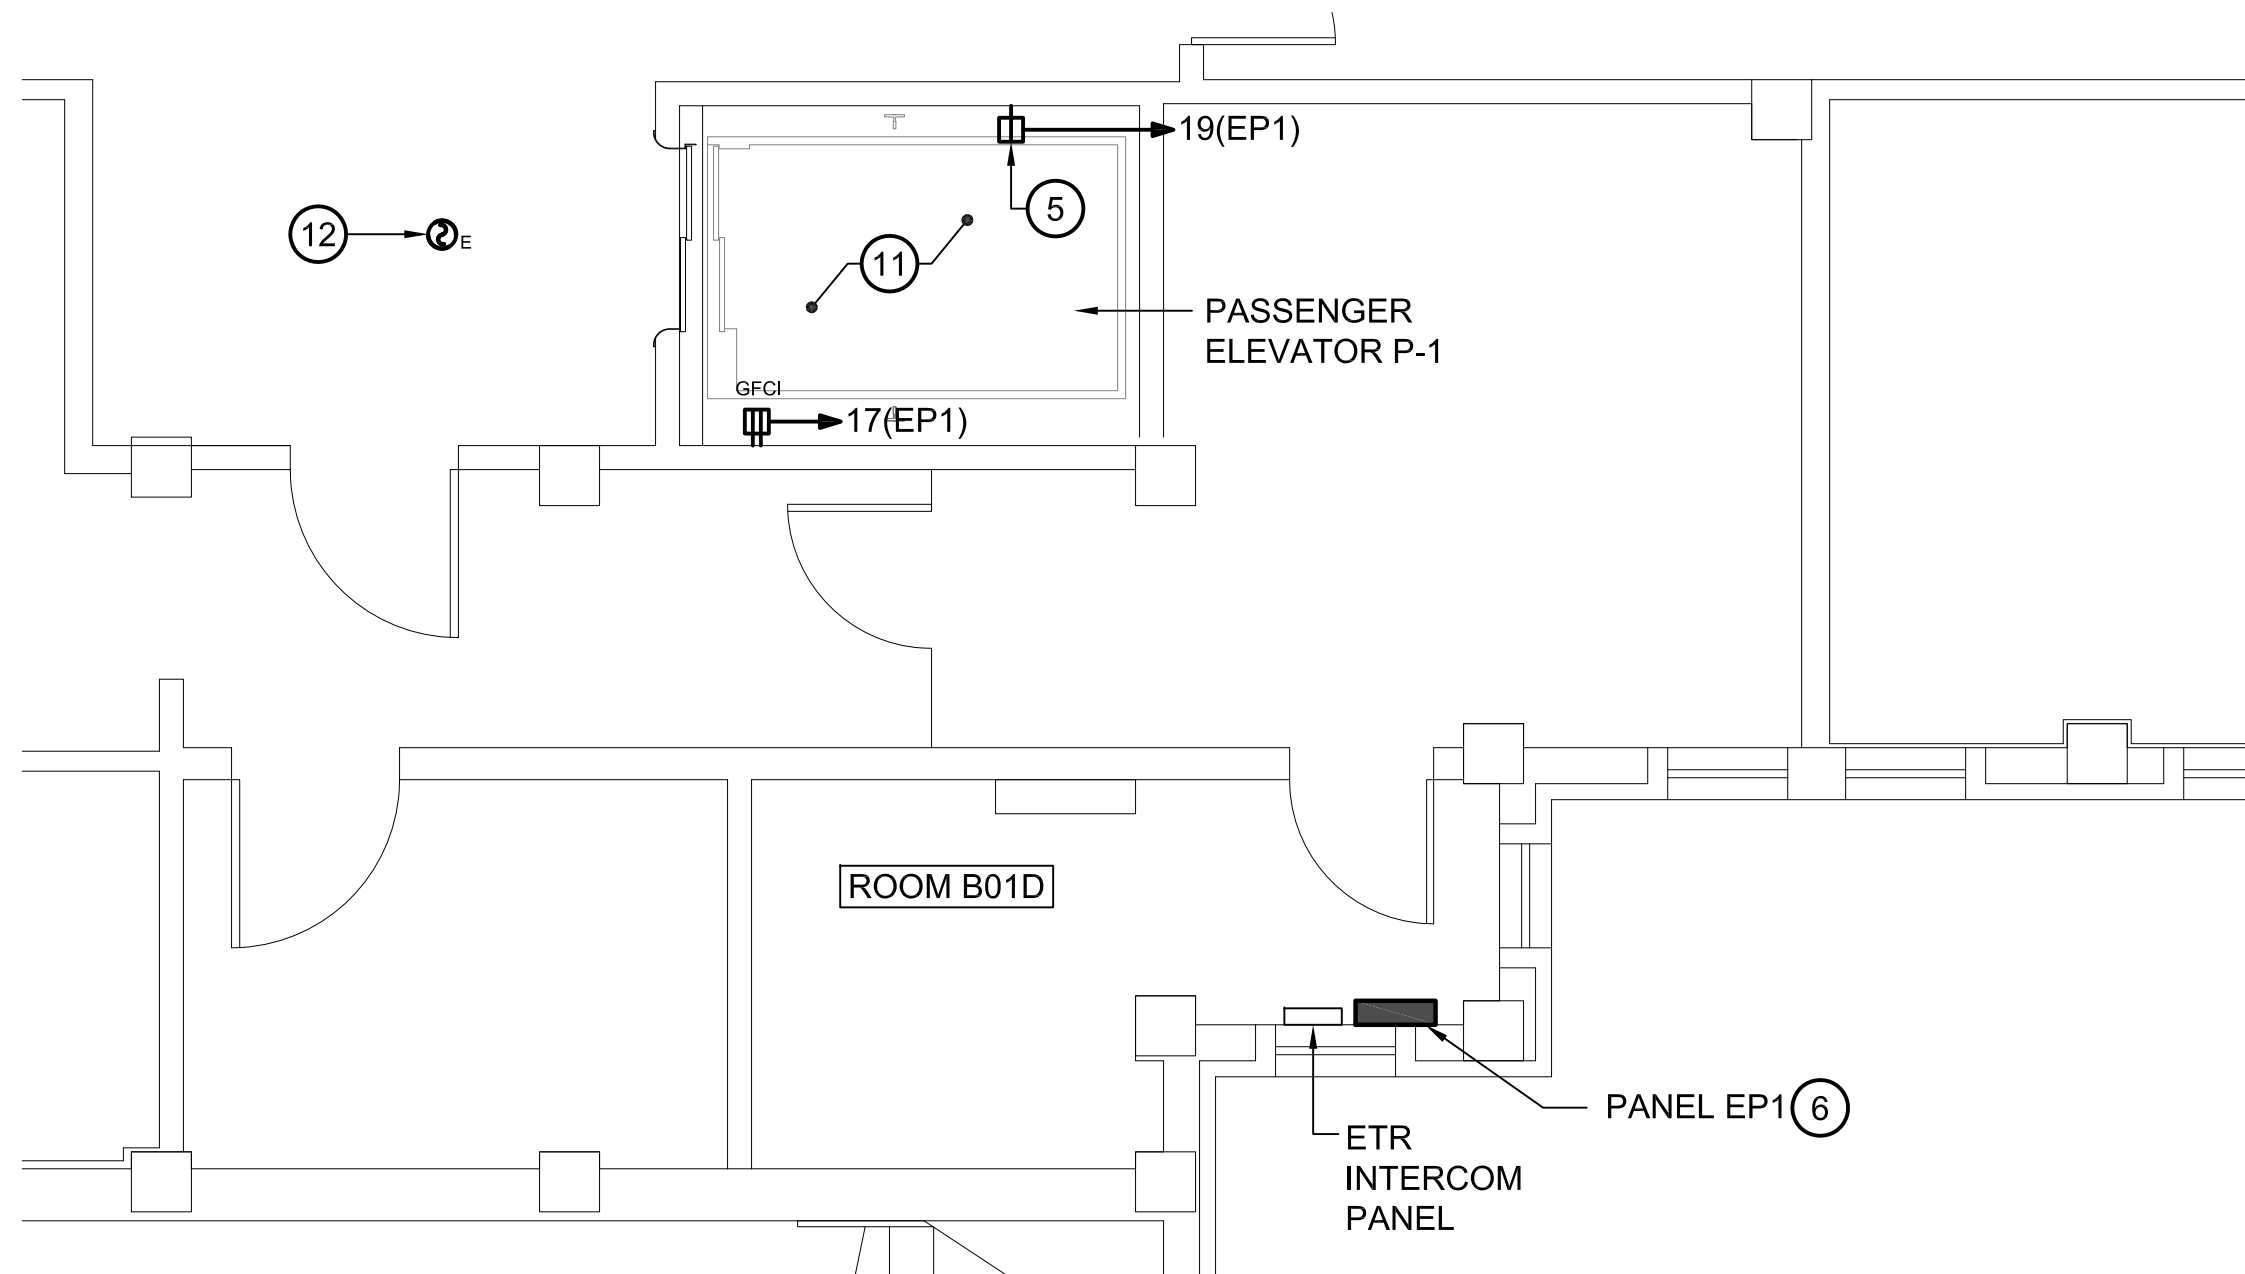 19(EP1)
5
12
E
11
PASSENGER
ELEVATOR P-1
GFCI
17(EP1)
ROOM B01D
PANEL EP1
6
ETR
INTERCOM
PANEL